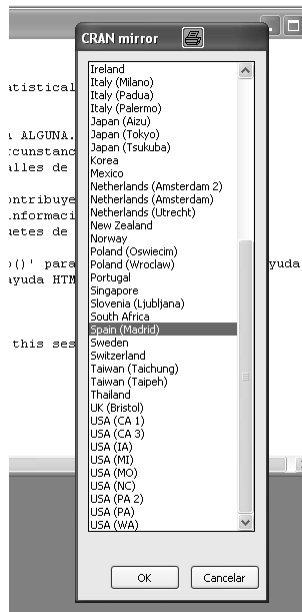 CRAN mirror
Ireland
Italy (Milano)
Italy (Padua)
Italy (Palermo)
Japan (Aizu)
Japan (Tokyo)
Japan (Tsukuba)
Korea
Mexico
Netherlands (Amsterdam 2)
Netherlands (Amsterdam)
Netherlands (Utrecht)
New Zealand
Norway
Poland (Oswiecim)
Poland (Wroclaw)
Portugal
Singapore
Slovenia (Ljubljana)
South Africa
Spain (Madrid)
Sweden
Switzerland
Taiwan (Taichung)
Taiwan (Taipeh)
Thailand
UK (Bristol)
USA (CA 1)
USA (CA 3)
USA (IA)
USA (MI)
USA (MO)
USA (NC)
USA (PA 2)
USA (PA)
USA (WA)
OK Cancelar
atistical
A ALGUNA.
rcunstanc
alles de
ontribuye
informaci
uetes de
o()' para yuda
ayuda HTM
this ses